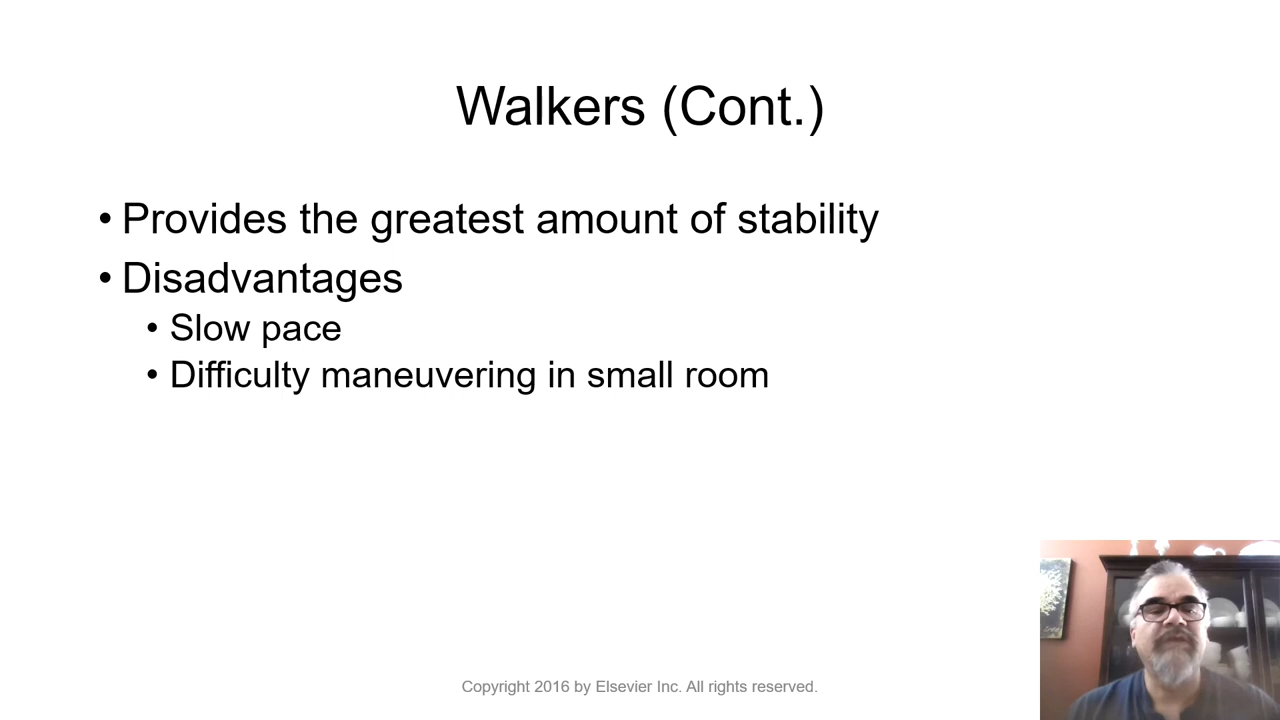 Walkers (Cont.)
• Provides the greatest amount of stability
• Disadvantages
• Slow pace
• Difficulty maneuvering in small room
Copyright 2016 by Elsevier Inc. All rights reserved.